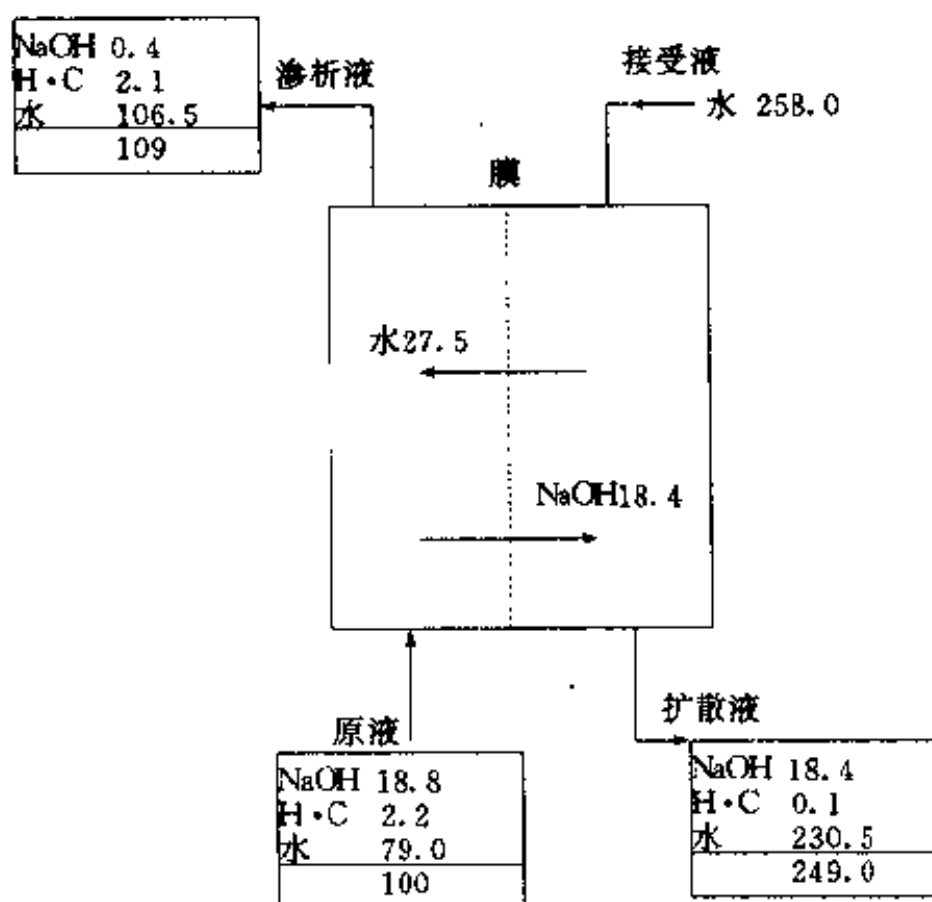 NaOH 0.4
H·C 2.1
水 106.5
109
渗析液
接受液
水 258.0
膜
水27.5
NaOH18.4
原液
NaOH 18.8
H·C 2.2
水 79.0
100
扩散液
NaOH 18.4
H·C 0.1
水 230.5
249.0